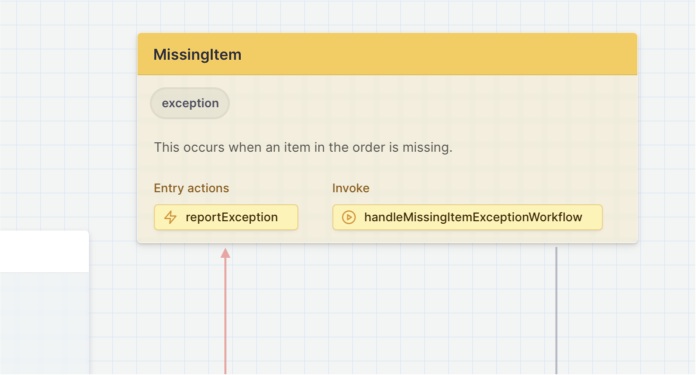 MissingItem
exception
This occurs when an item in the order is missing.
Entry actions
Invoke
reportException
handleMissingItemExceptionWorkflow